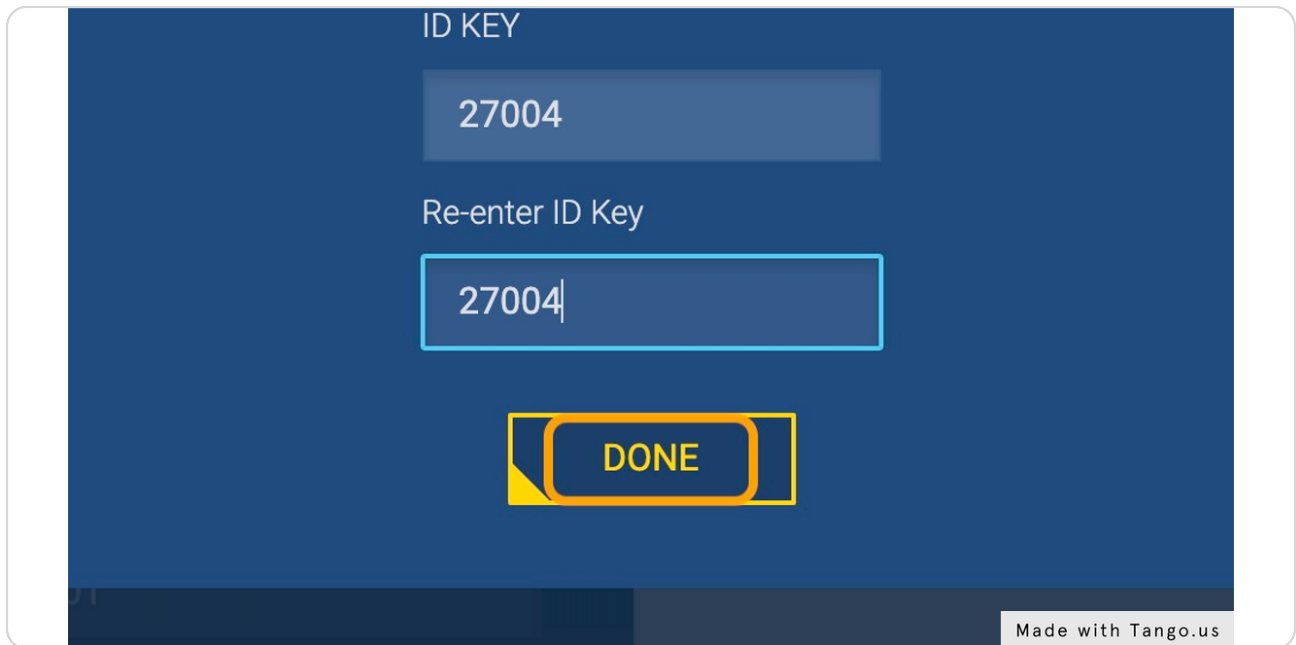 ID KEY
27004
Re-enter ID Key
27004
DONE
Made with Tango.us